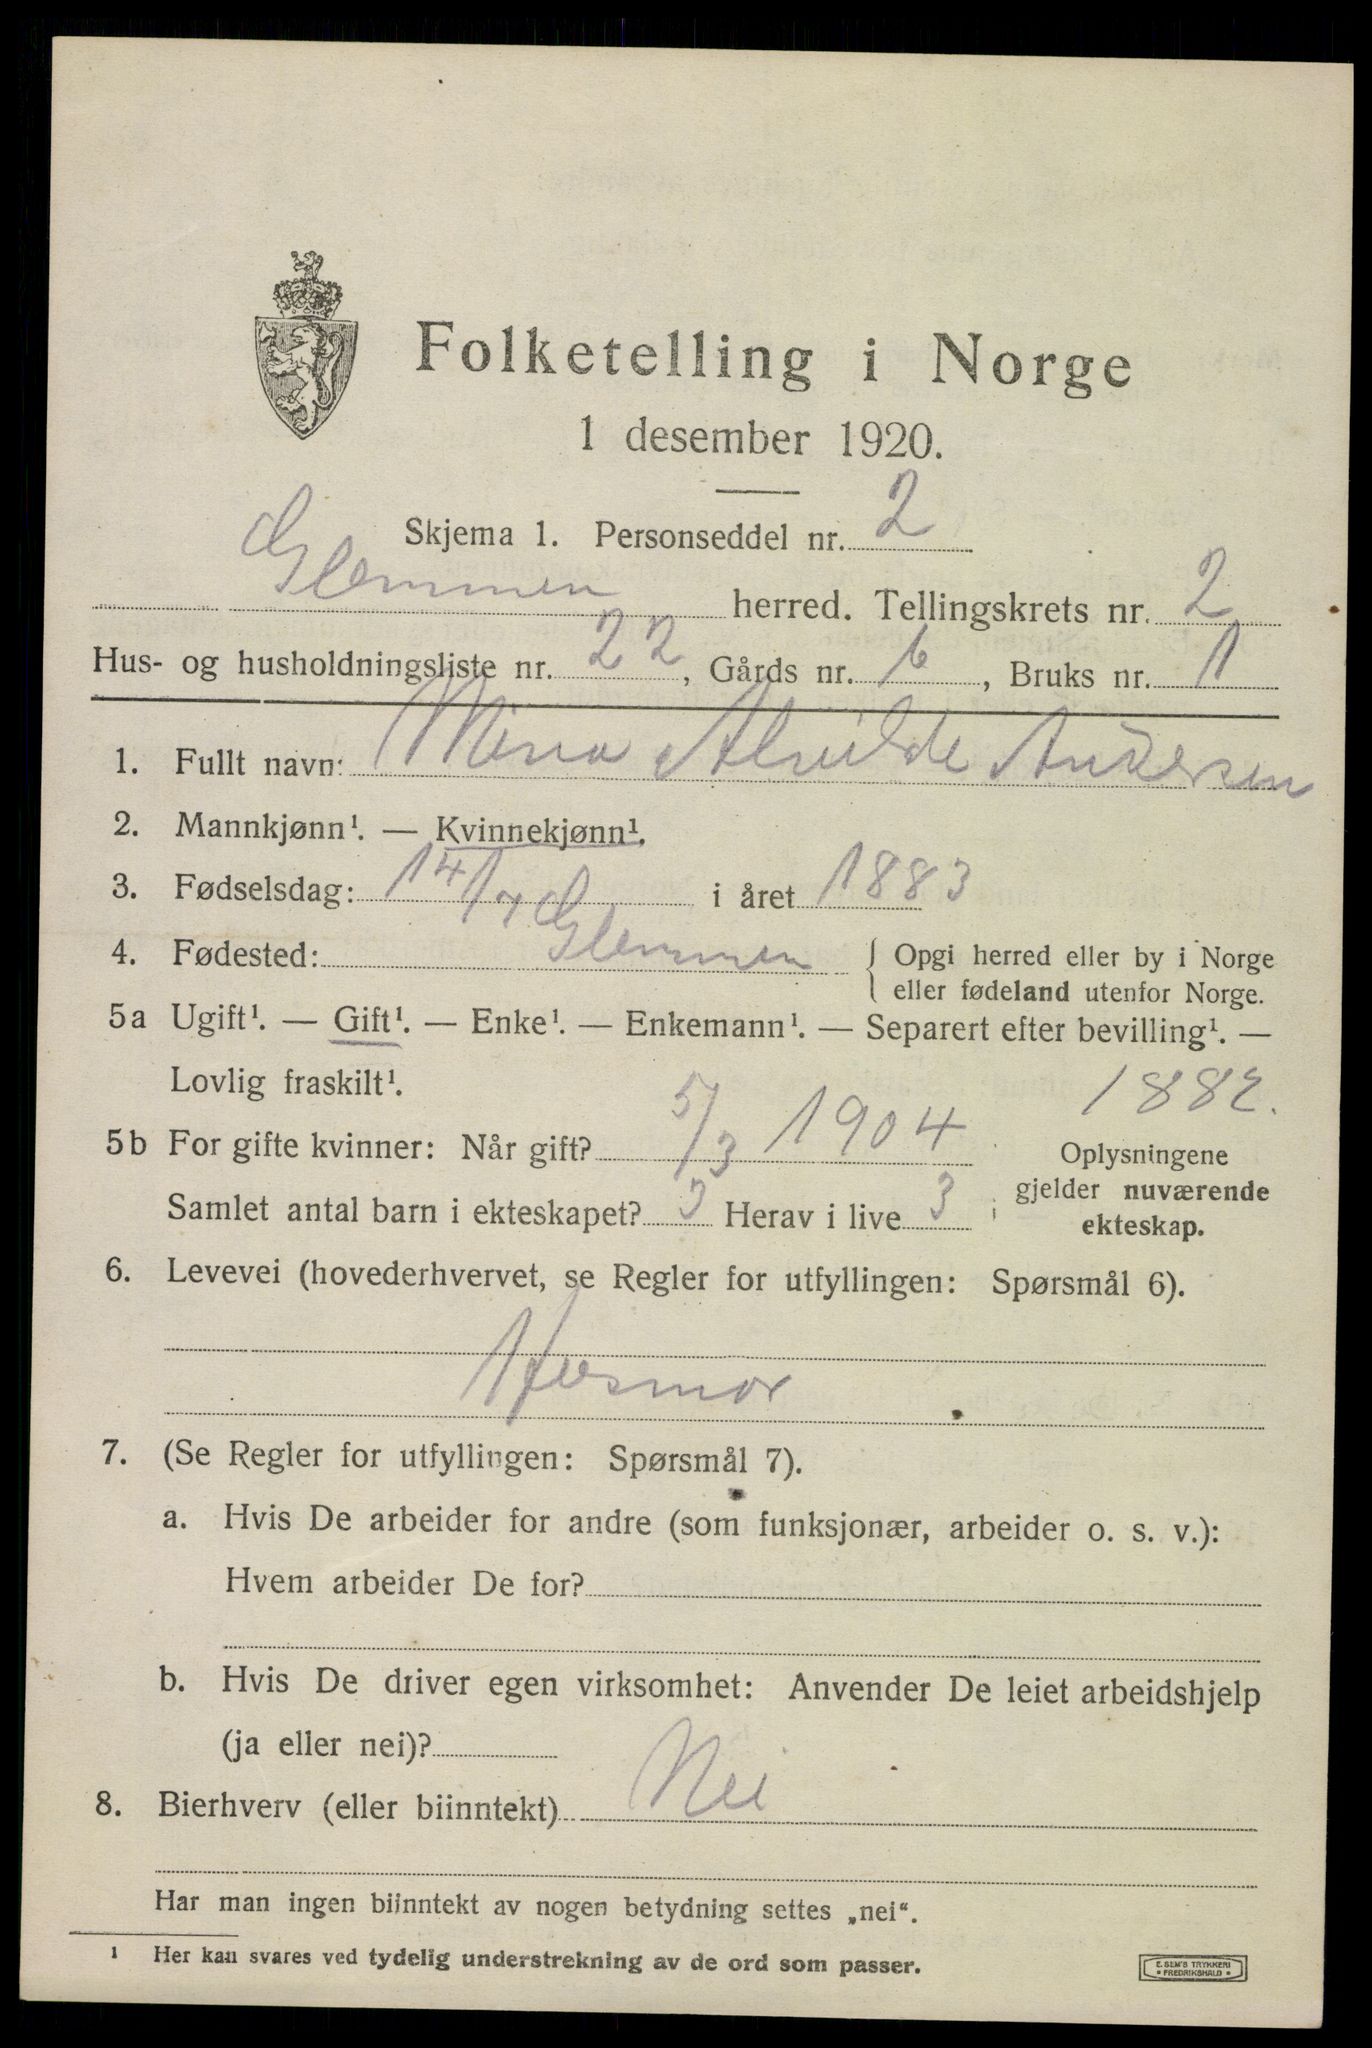 Folketelling i Norge
1 desember 1920.
Skjema 1. Personseddel nr. 2
Glemmen herred. Tellingskrets nr. 2
Hus- og husholdningsliste nr. 22, Gårds nr. 6, Bruks nr. 1
1. Fullt navn: Mina Alvilde Andersen
2. Mannkjønn¹. — Kvinnekjønn¹.
3. Fødselsdag: 14/7 i året 1883
4. Fødested: Glemmen { Opgi herred eller by i Norge
eller fødeland utenfor Norge.
5a Ugift¹. — Gift¹. — Enke¹. — Enkemann¹. — Separert efter bevilling¹. —
Lovlig fraskilt¹. 1882.
5b For gifte kvinner: Når gift? 5/3 1904 Oplysningene
gjelder nuværende
Samlet antal barn i ekteskapet? 3 Herav i live 3 ekteskap.
6. Levevei (hovederhvervet, se Regler for utfyllingen: Spørsmål 6).
Husmor
7. (Se Regler for utfyllingen: Spørsmål 7).
a. Hvis De arbeider for andre (som funksjonær, arbeider o. s. v.):
Hvem arbeider De for?
b. Hvis De driver egen virksomhet: Anvender De leiet arbeidshjelp
(ja eller nei)?
8. Bierhverv (eller biinntekt) Nei
Har man ingen biinntekt av nogen betydning settes „nei“.
¹ Her kan svares ved tydelig understrekning av de ord som passer.
E. SEM'S TRYKKERI
• FREDRIKSHALD •